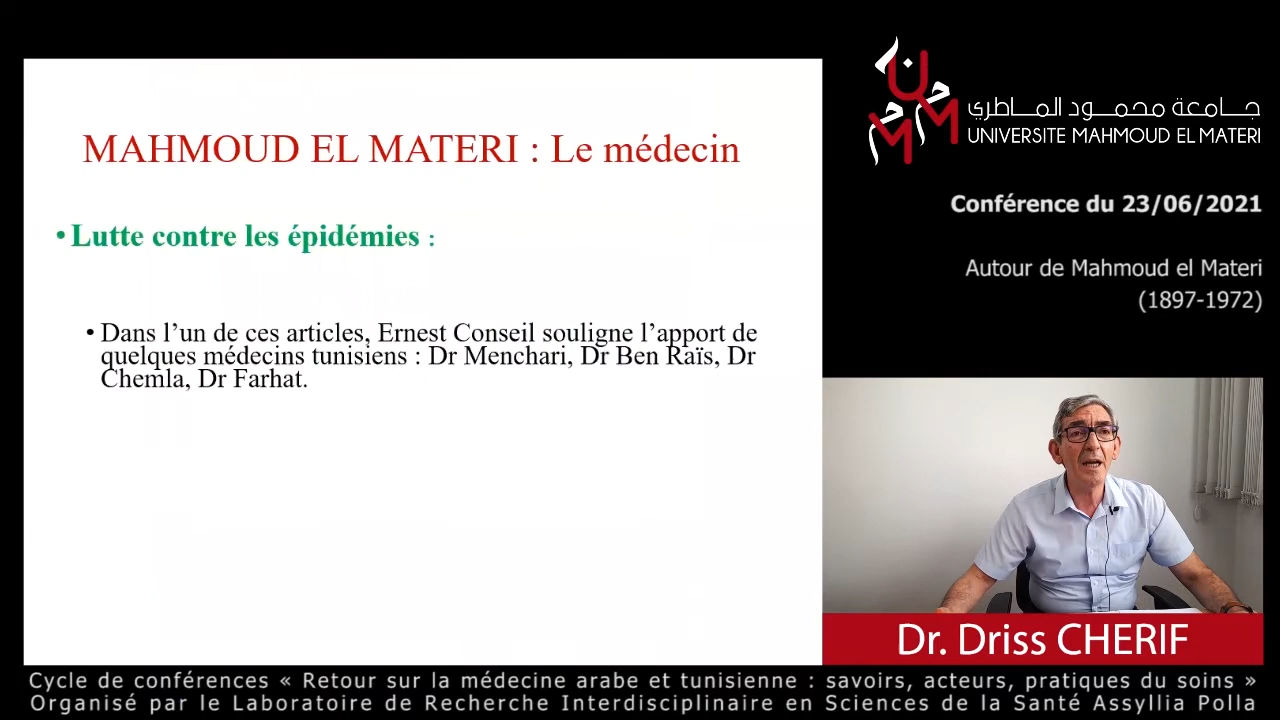 MAHMOUD EL MATERI : Le médecin
• Lutte contre les épidémies :
• Dans l’un de ces articles, Ernest Conseil souligne l’apport de
quelques médecins tunisiens : Dr Menchari, Dr Ben Raïs, Dr
Chemla, Dr Farhat.
جامعة محمود الماطري
UNIVERSITE MAHMOUD EL MATERI
Conférence du 23/06/2021
Autour de Mahmoud el Materi
(1897-1972)
Dr. Driss CHERIF
Cycle de conférences « Retour sur la médecine arabe et tunisienne : savoirs, acteurs, pratiques du soins »
Organisé par le Laboratoire de Recherche Interdisciplinaire en Sciences de la Santé Assyllia Polla